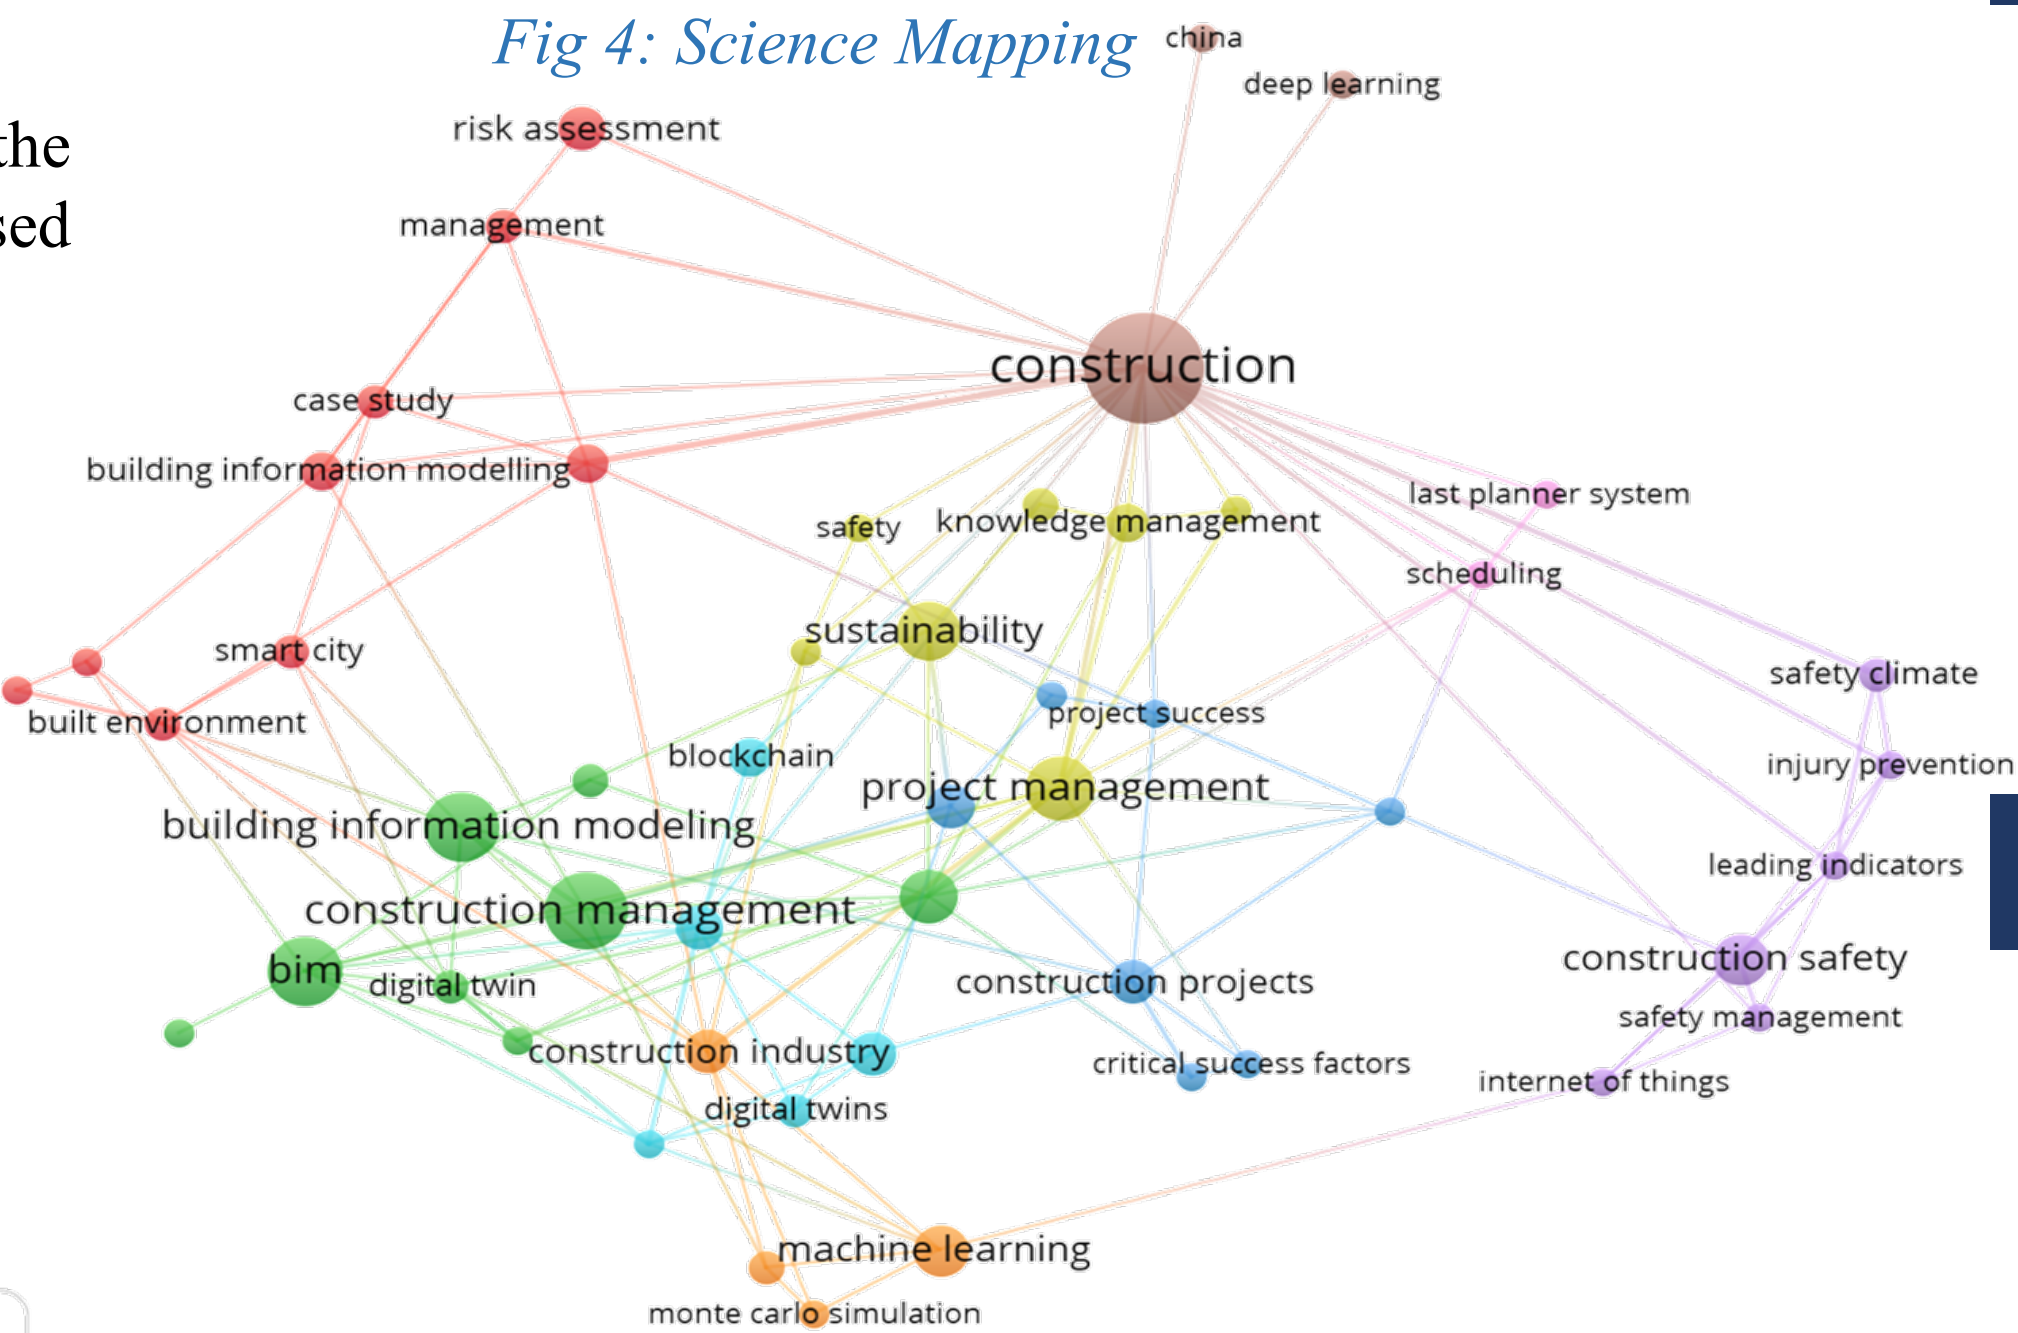 Fig 4: Science Mapping
china
deep learning
risk assessment
the
sed
management
construction
case study
building information modelling
last planner system
safety
knowledge management
scheduling
sustainability
smart city
safety climate
built environment
project success
blockchain
injury prevention
project management
building information modeling
leading indicators
construction management
construction safety
bim
digital twin
construction projects
safety management
construction industry
critical success factors
internet of things
digital twins
machine learning
monte carlo simulation